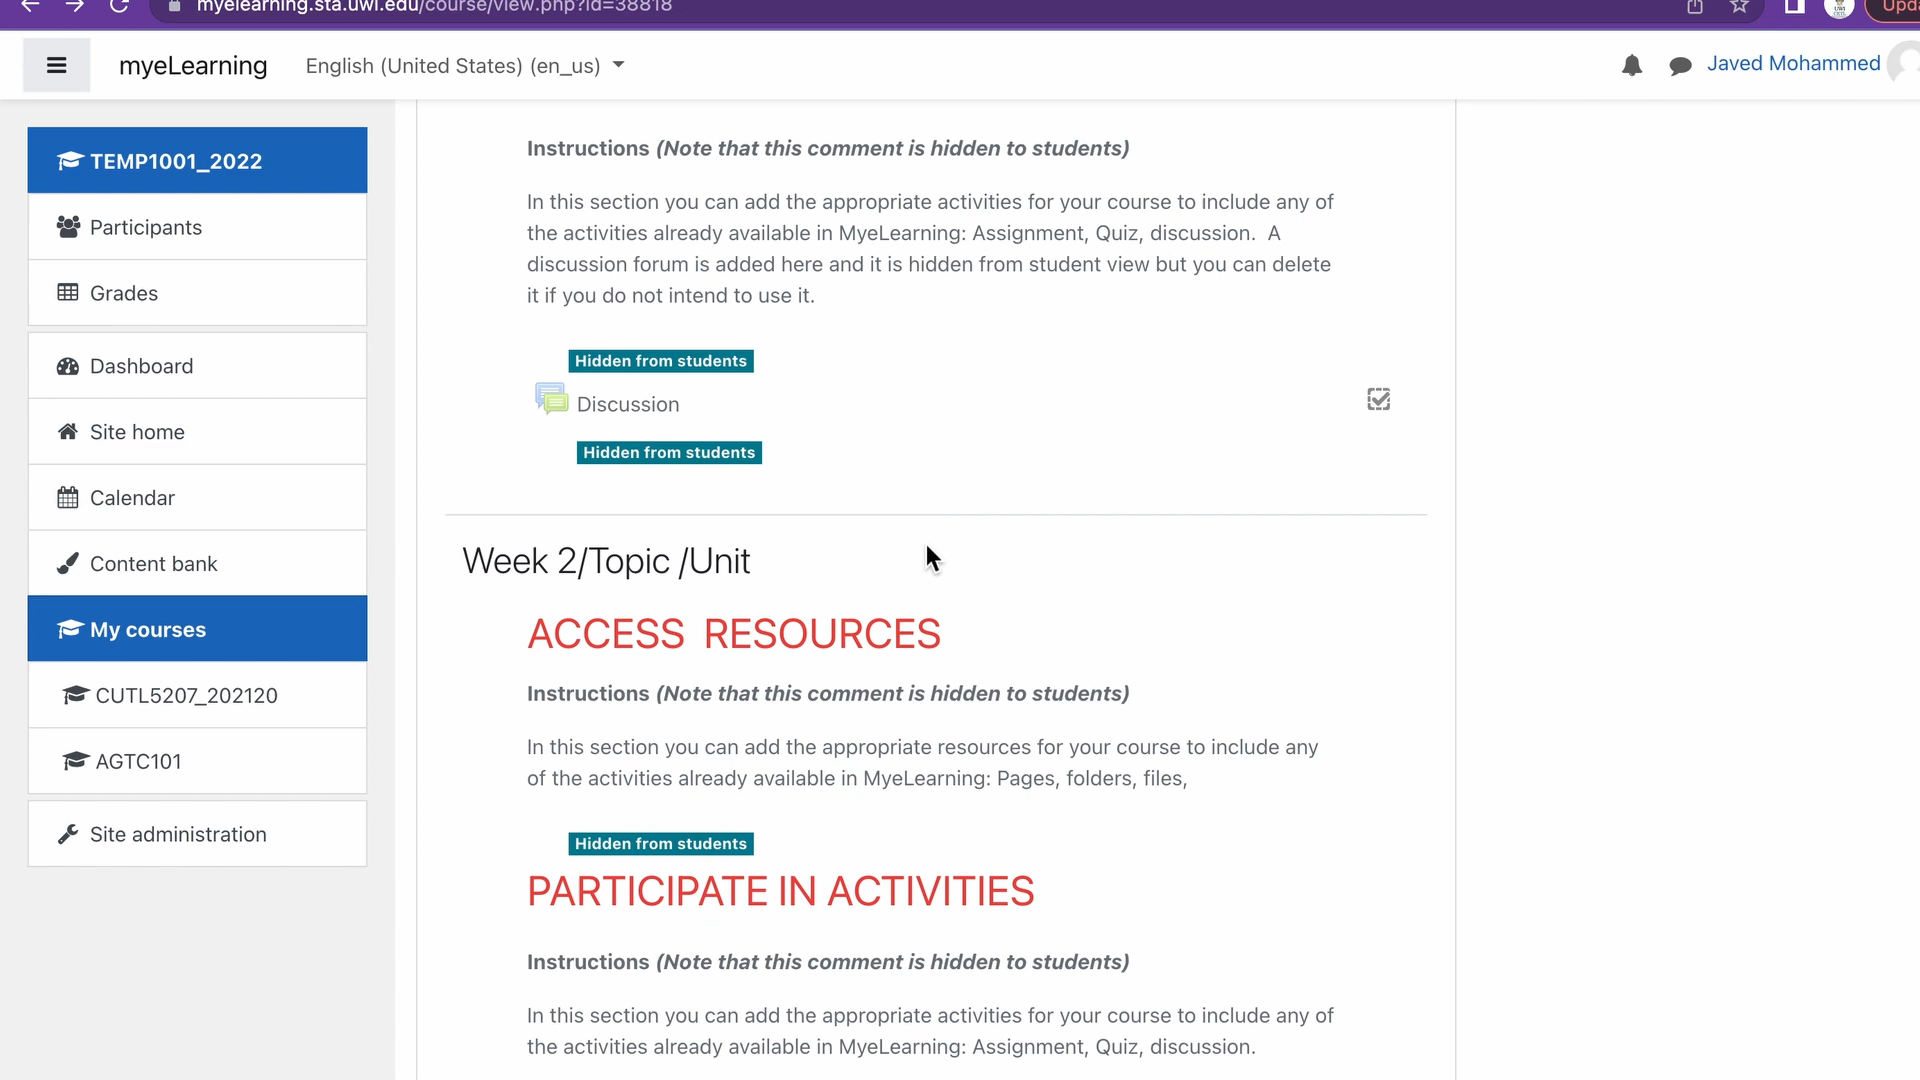 myelearning.sta.uwi.edu/course/view.php?id=38818
Upda
myeLearning
English (United States) (en_us)
Javed Mohammed
TEMP1001_2022
Participants
Grades
Dashboard
Site home
Calendar
Content bank
My courses
CUTL5207_202120
AGTC101
Site administration
Instructions (Note that this comment is hidden to students)
In this section you can add the appropriate activities for your course to include any of
the activities already available in MyeLearning: Assignment, Quiz, discussion. A
discussion forum is added here and it is hidden from student view but you can delete
it if you do not intend to use it.
Hidden from students
Discussion
Hidden from students
Week 2/Topic /Unit
ACCESS RESOURCES
Instructions (Note that this comment is hidden to students)
In this section you can add the appropriate resources for your course to include any
of the activities already available in MyeLearning: Pages, folders, files,
Hidden from students
PARTICIPATE IN ACTIVITIES
Instructions (Note that this comment is hidden to students)
In this section you can add the appropriate activities for your course to include any of
the activities already available in MyeLearning: Assignment, Quiz, discussion.